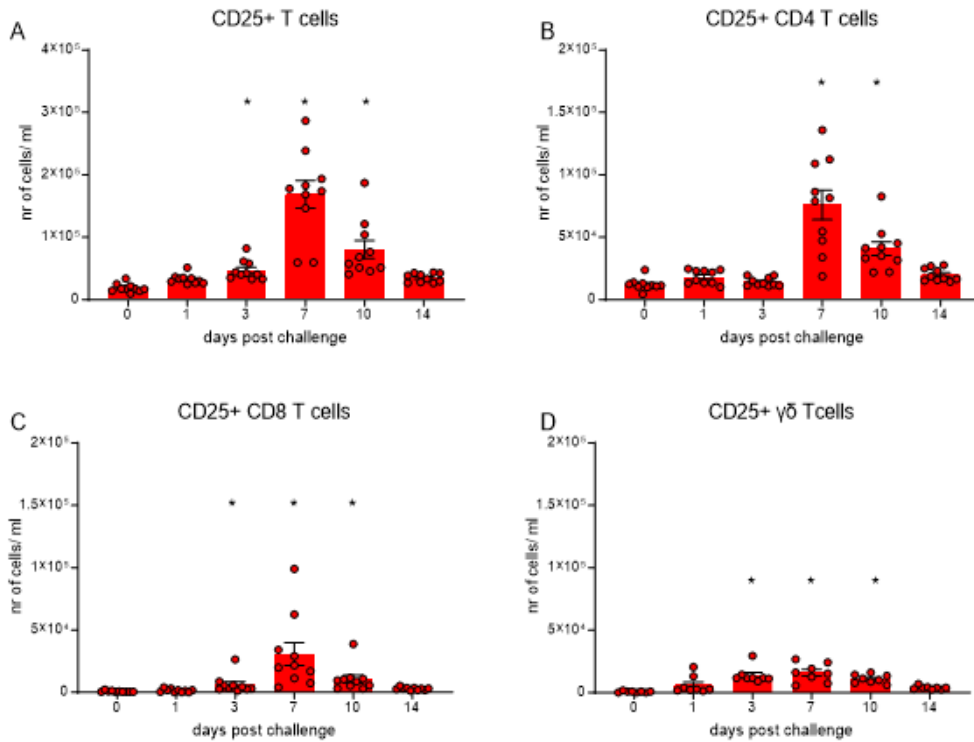 A
CD25+ T cells
4×10⁵
3×10⁵
2×10⁵
1×10⁵
0
nr of cells/ ml
* * *
0 1 3 7 10 14
days post challenge
B
CD25+ CD4 T cells
2×10⁵
1.5×10⁵
1×10⁵
5×10⁴
0
nr of cells/ ml
* *
0 1 3 7 10 14
days post challenge
C
CD25+ CD8 T cells
2×10⁵
1.5×10⁵
1×10⁵
5×10⁴
0
nr of cells/ ml
* * *
0 1 3 7 10 14
days post challenge
D
CD25+ γδ Tcells
2×10⁵
1.5×10⁵
1×10⁵
5×10⁴
0
nr of cells/ ml
* * *
0 1 3 7 10 14
days post challenge